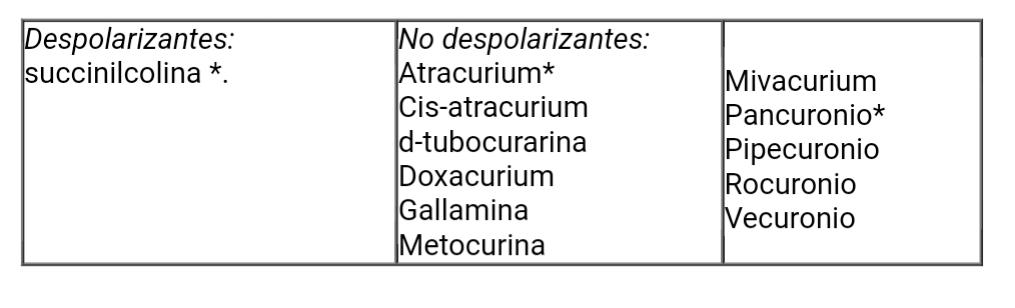 Despolarizantes:
succinilcolina *.
No despolarizantes:
Atracurium*
Cis-atracurium
d-tubocurarina
Doxacurium
Gallamina
Metocurina
Mivacurium
Pancuronio*
Pipecuronio
Rocuronio
Vecuronio